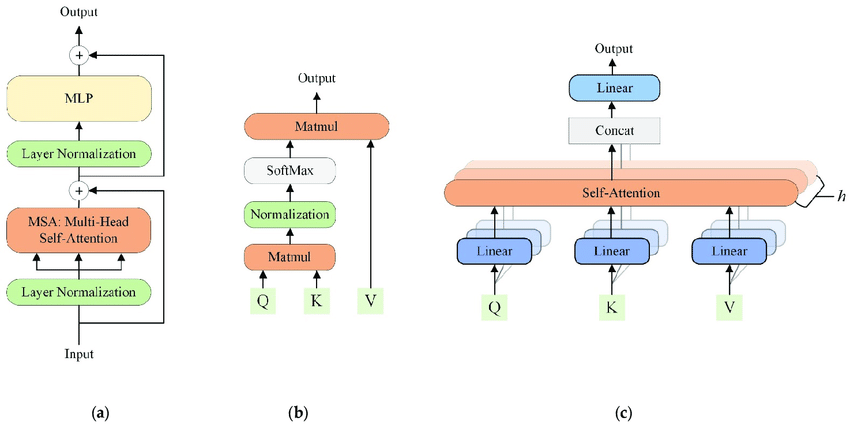 Output
+
MLP
Layer Normalization
+
MSA: Multi-Head
Self-Attention
Layer Normalization
Input
(a)
Output
Matmul
SoftMax
Normalization
Matmul
Q K V
(b)
Output
Linear
Concat
Self-Attention
h
Linear Linear Linear
Q K V
(c)